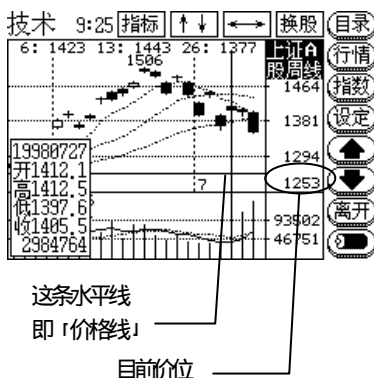 技术 9:25 指标 ↑↓ ←→ 换股 目录
6: 1423 13: 1443 26: 1377 上证A
股周线
行情
1506
1464
指数
1381
设定
1294
19980727
开1412.1
高1412.5
低1397.6
收1405.5
2984764
7
1253
93502
46751
离开
这条水平线
即「价格线」
目前价位